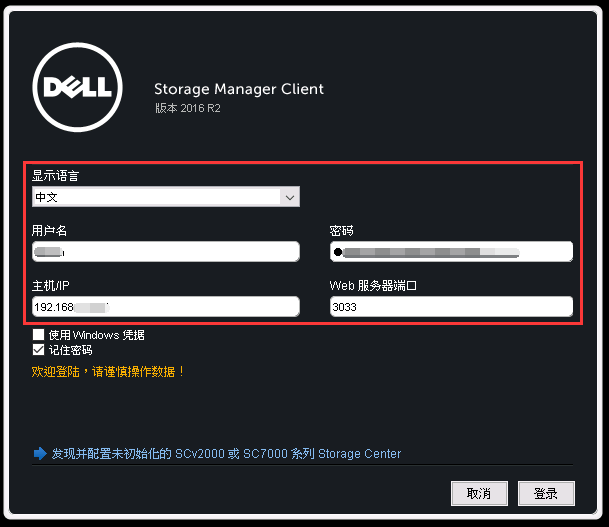 DELL
Storage Manager Client
版本 2016 R2
显示语言
中文
用户名
密码
主机/IP
Web 服务器端口
192.168
3033
使用 Windows 凭据
记住密码
欢迎登陆，请谨慎操作数据！
发现并配置未初始化的 SCv2000 或 SC7000 系列 Storage Center
取消
登录